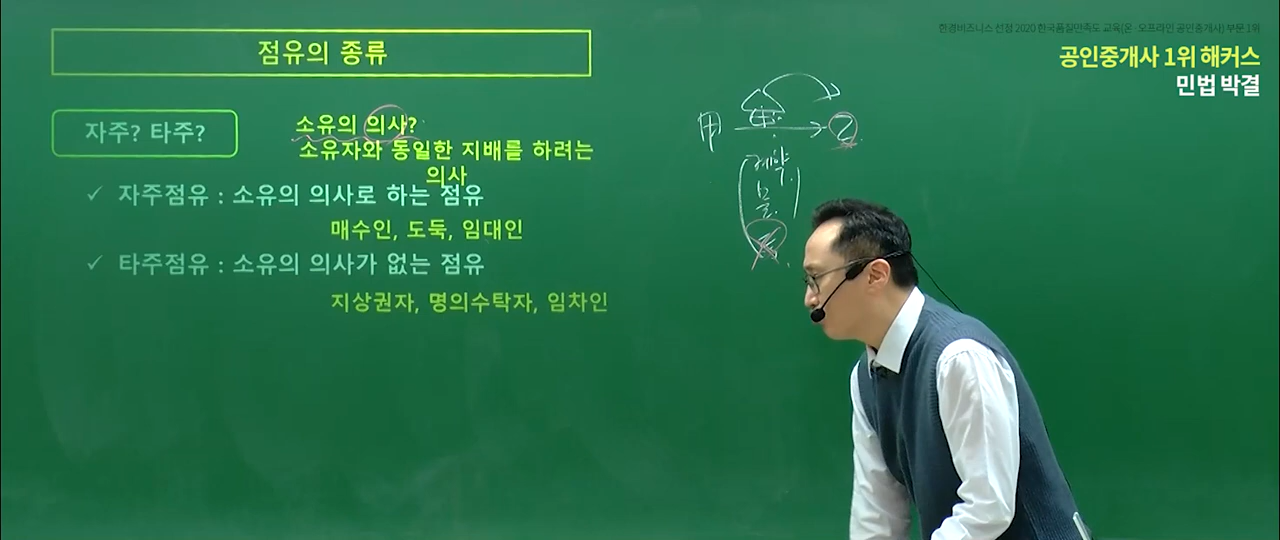 한경비즈니스 선정 2020 한국품질만족도 교육(온·오프라인 공인중개사) 부문 1위
공인중개사 1위 해커스
민법 박결
점유의 종류
자주? 타주?
소유의 의사?
소유자와 동일한 지배를 하려는
의사
✓ 자주점유 : 소유의 의사로 하는 점유
매수인, 도둑, 임대인
✓ 타주점유 : 소유의 의사가 없는 점유
지상권자, 명의수탁자, 임차인
甲 乙
계약
물